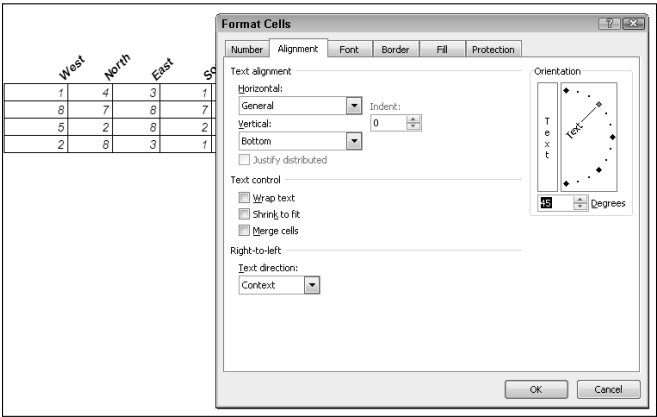 Format Cells
Number Alignment Font Border Fill Protection
West North East So
1 4 3 1
8 7 8 7
5 2 8 2
2 8 3 1
Text alignment
Horizontal:
General
Indent:
0
Vertical:
Bottom
Justify distributed
Text control
Wrap text
Shrink to fit
Merge cells
Right-to-left
Text direction:
Context
Orientation
T
e
x
t
Text
45 Degrees
OK Cancel